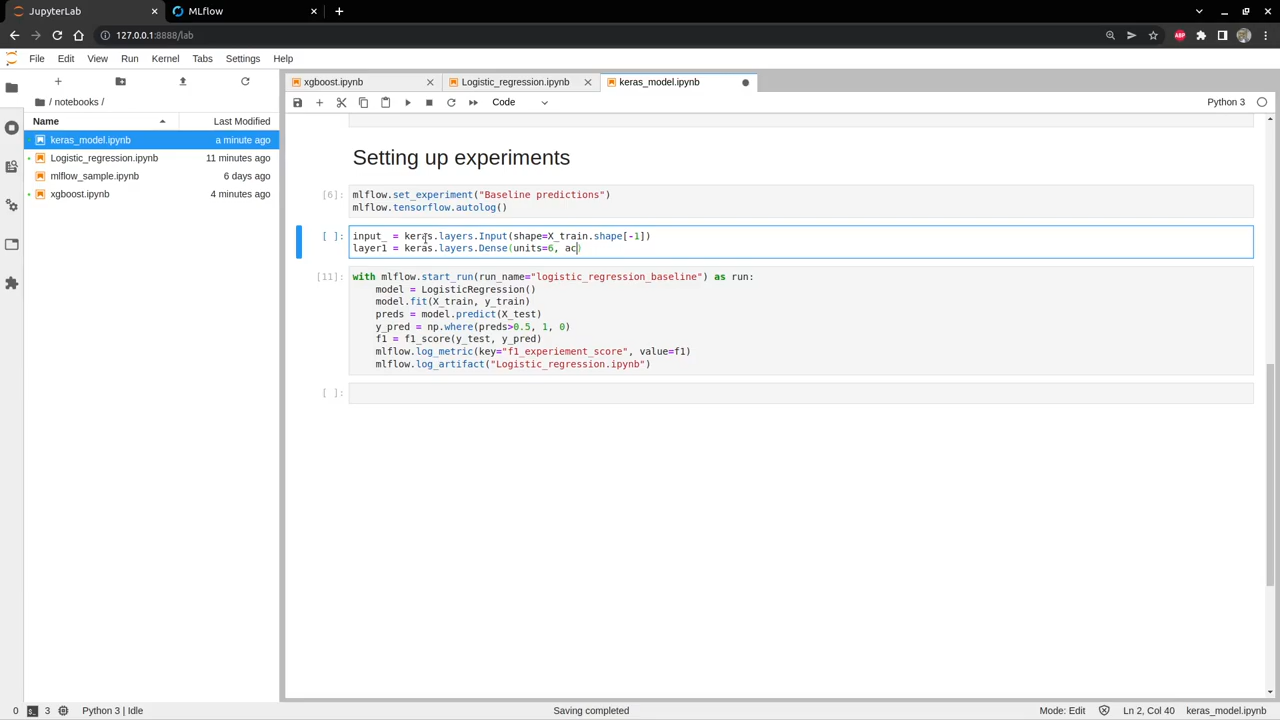 JupyterLab
MLflow
127.0.0.1:8888/lab
ABP
File Edit View Run Kernel Tabs Settings Help
xgboost.ipynb
Logistic_regression.ipynb
keras_model.ipynb
/ notebooks /
Code
Python 3
Name
Last Modified
keras_model.ipynb a minute ago
Logistic_regression.ipynb 11 minutes ago
mlflow_sample.ipynb 6 days ago
xgboost.ipynb 4 minutes ago
Setting up experiments
[6]: mlflow.set_experiment("Baseline predictions")
mlflow.tensorflow.autolog()
[ ]: input_ = keras.layers.Input(shape=X_train.shape[-1])
layer1 = keras.layers.Dense(units=6, ac)
[11]: with mlflow.start_run(run_name="logistic_regression_baseline") as run:
model = LogisticRegression()
model.fit(X_train, y_train)
preds = model.predict(X_test)
y_pred = np.where(preds>0.5, 1, 0)
f1 = f1_score(y_test, y_pred)
mlflow.log_metric(key="f1_experiement_score", value=f1)
mlflow.log_artifact("Logistic_regression.ipynb")
[ ]:
0 3 Python 3 | Idle Saving completed Mode: Edit Ln 2, Col 40 keras_model.ipynb